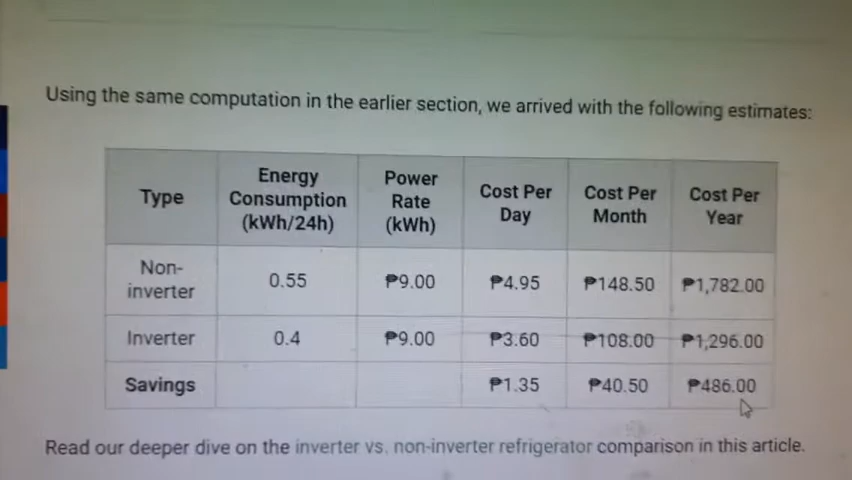 Using the same computation in the earlier section, we arrived with the following estimates:
Type Energy Consumption (kWh/24h) Power Rate (kWh) Cost Per Day Cost Per Month Cost Per Year
Non-inverter 0.55 ₱9.00 ₱4.95 ₱148.50 ₱1,782.00
Inverter 0.4 ₱9.00 ₱3.60 ₱108.00 ₱1,296.00
Savings ₱1.35 ₱40.50 ₱486.00
Read our deeper dive on the inverter vs. non-inverter refrigerator comparison in this article.